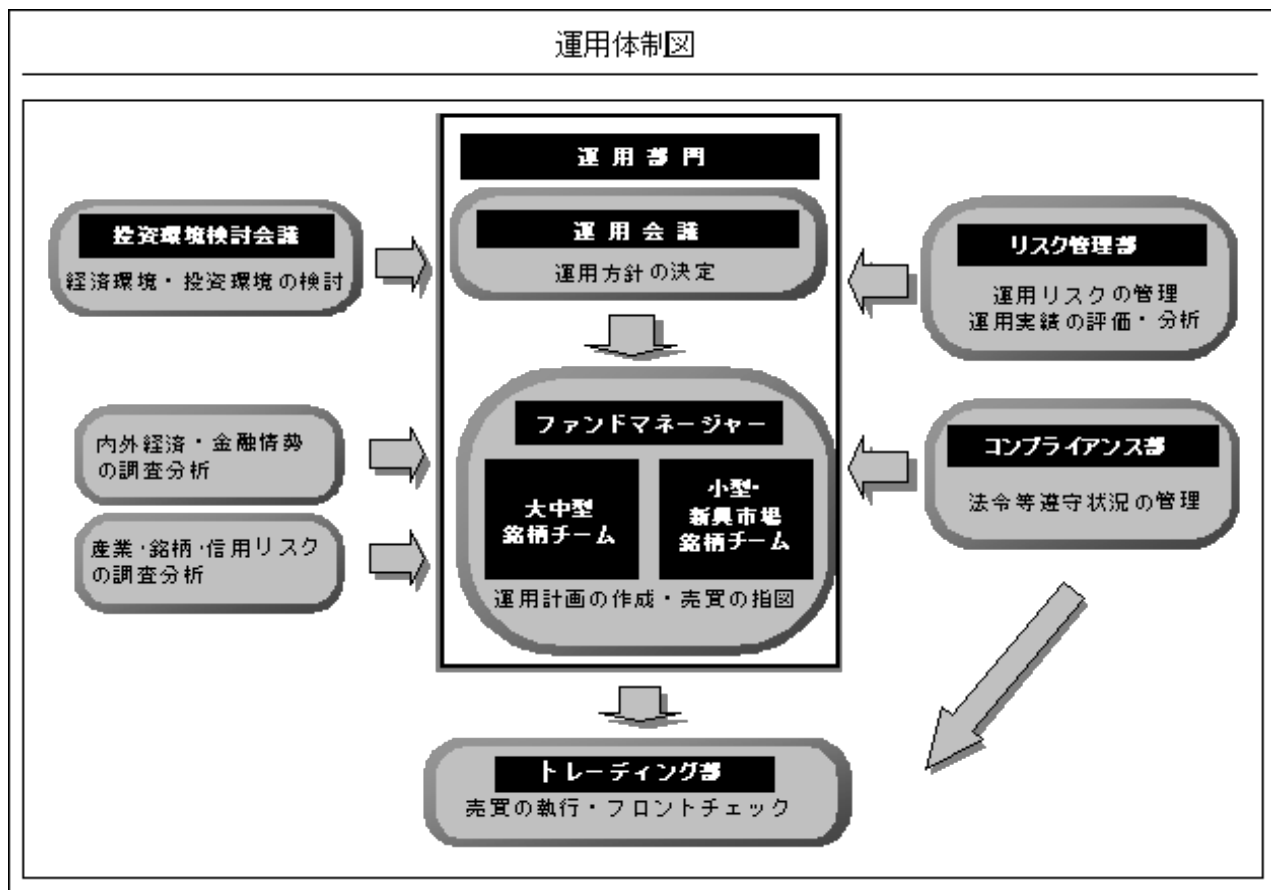 運用体制図
運用部門
運用会議
運用方針の決定
投資環境検討会議
経済環境・投資環境の検討
リスク管理部
運用リスクの管理
運用実績の評価・分析
内外経済・金融情勢
の調査分析
産業・銘柄・信用リスク
の調査分析
ファンドマネージャー
大中型
銘柄チーム
小型・
新興市場
銘柄チーム
運用計画の作成・売買の指図
コンプライアンス部
法令等遵守状況の管理
トレーディング部
売買の執行・フロントチェック